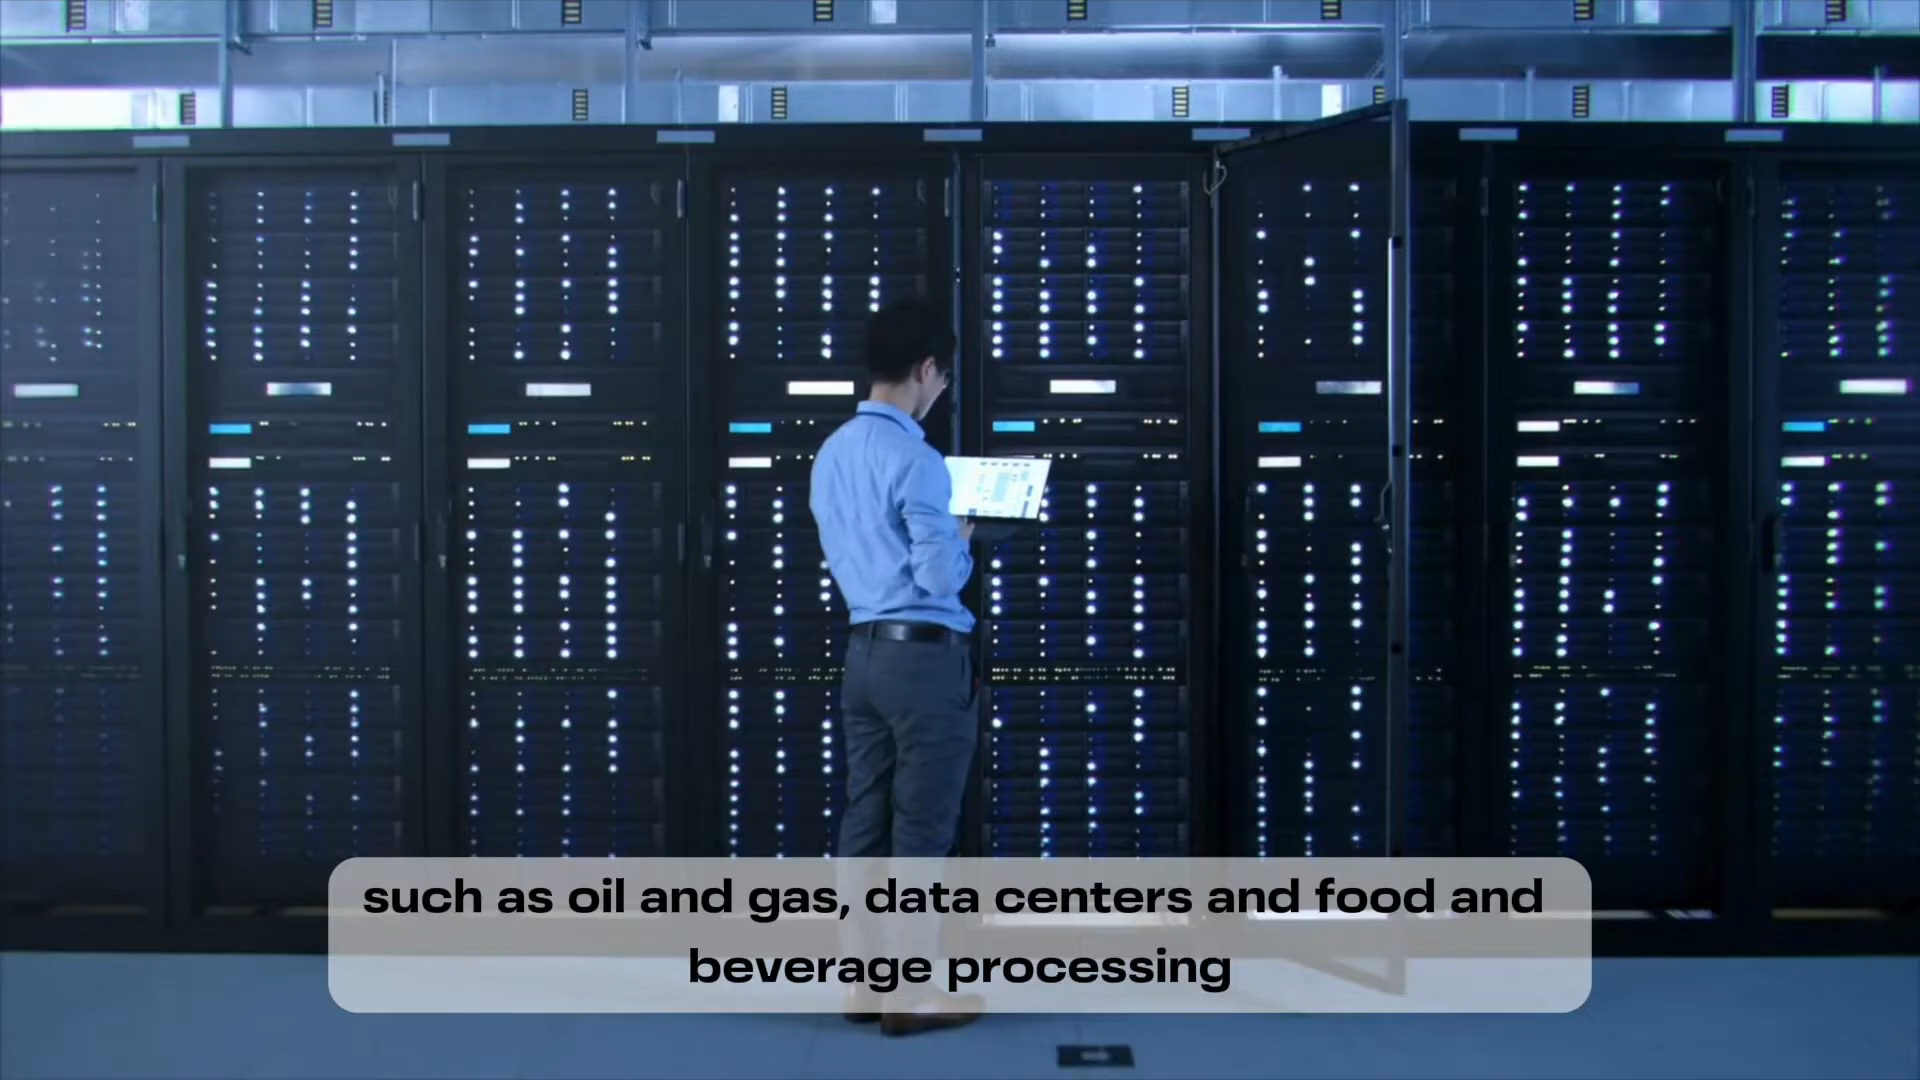 such as oil and gas, data centers and food and
beverage processing